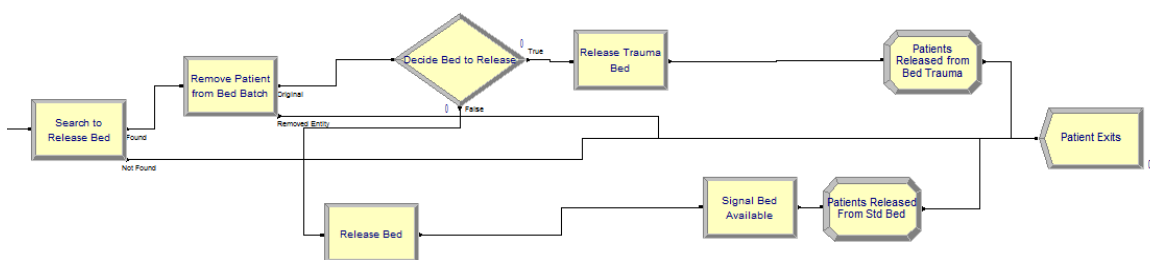 Search to
Release Bed
Found
Not Found
Remove Patient
from Bed Batch
Original
Removed Entity
Decide Bed to Release
0
True
0
False
Release Trauma
Bed
Patients
Released from
Bed Trauma
Release Bed
Signal Bed
Available
Patients Released
From Std Bed
Patient Exits
0